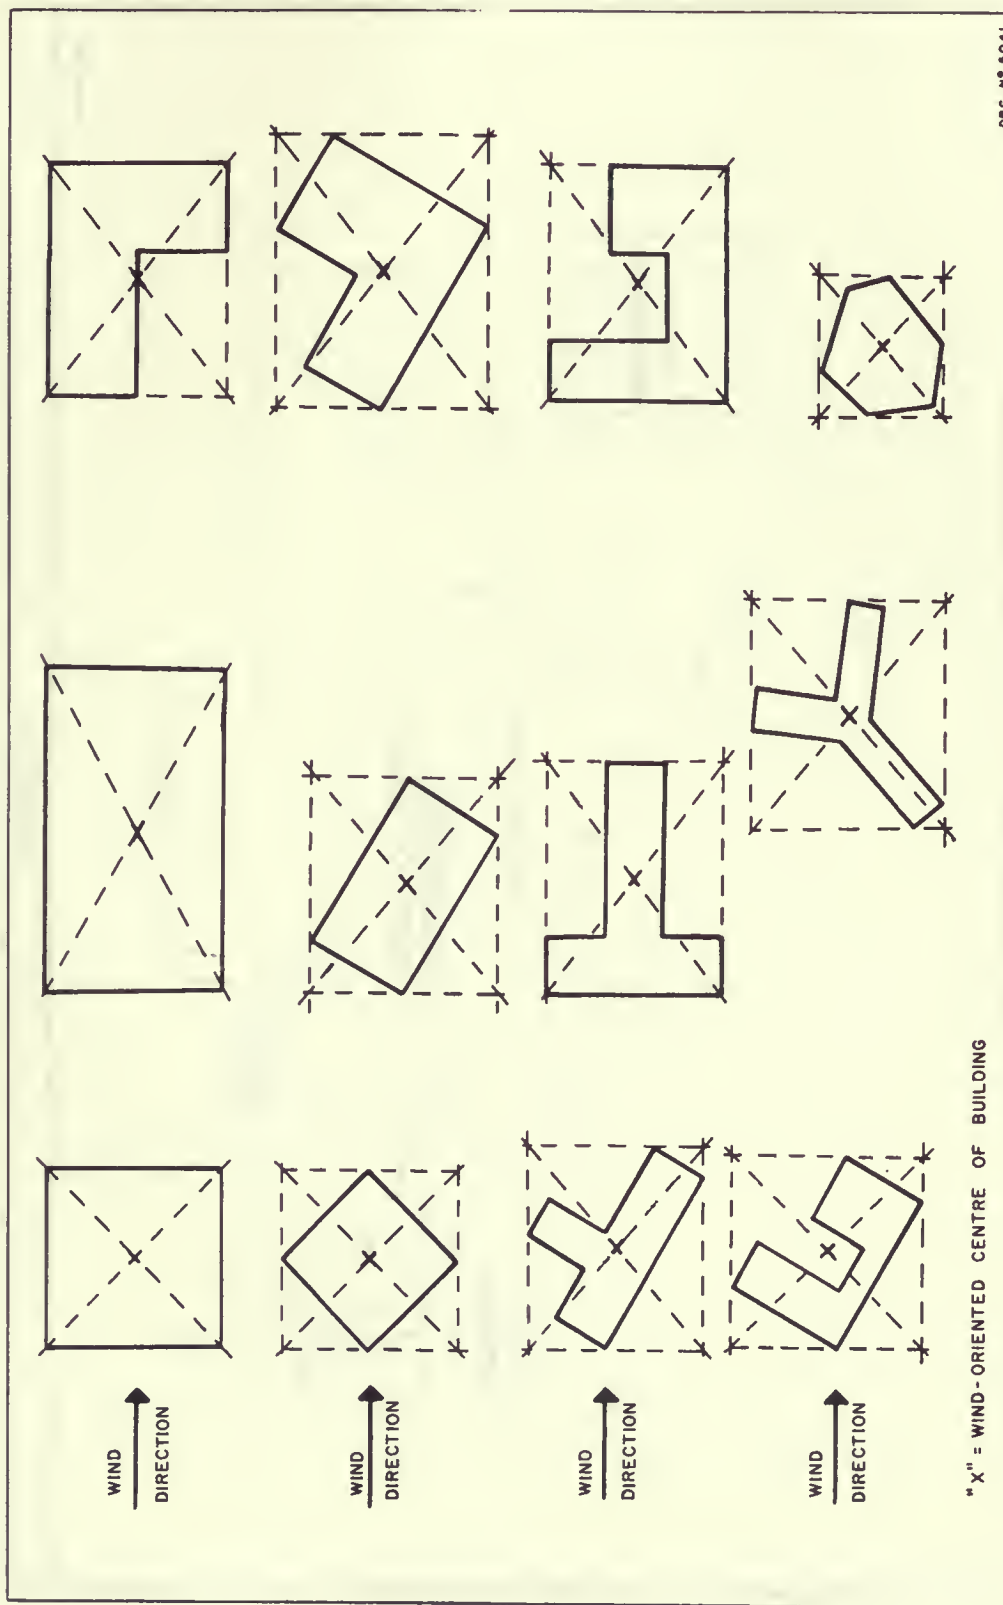 WIND
DIRECTION
WIND
DIRECTION
WIND
DIRECTION
WIND
DIRECTION
"X" = WIND-ORIENTED CENTRE OF BUILDING